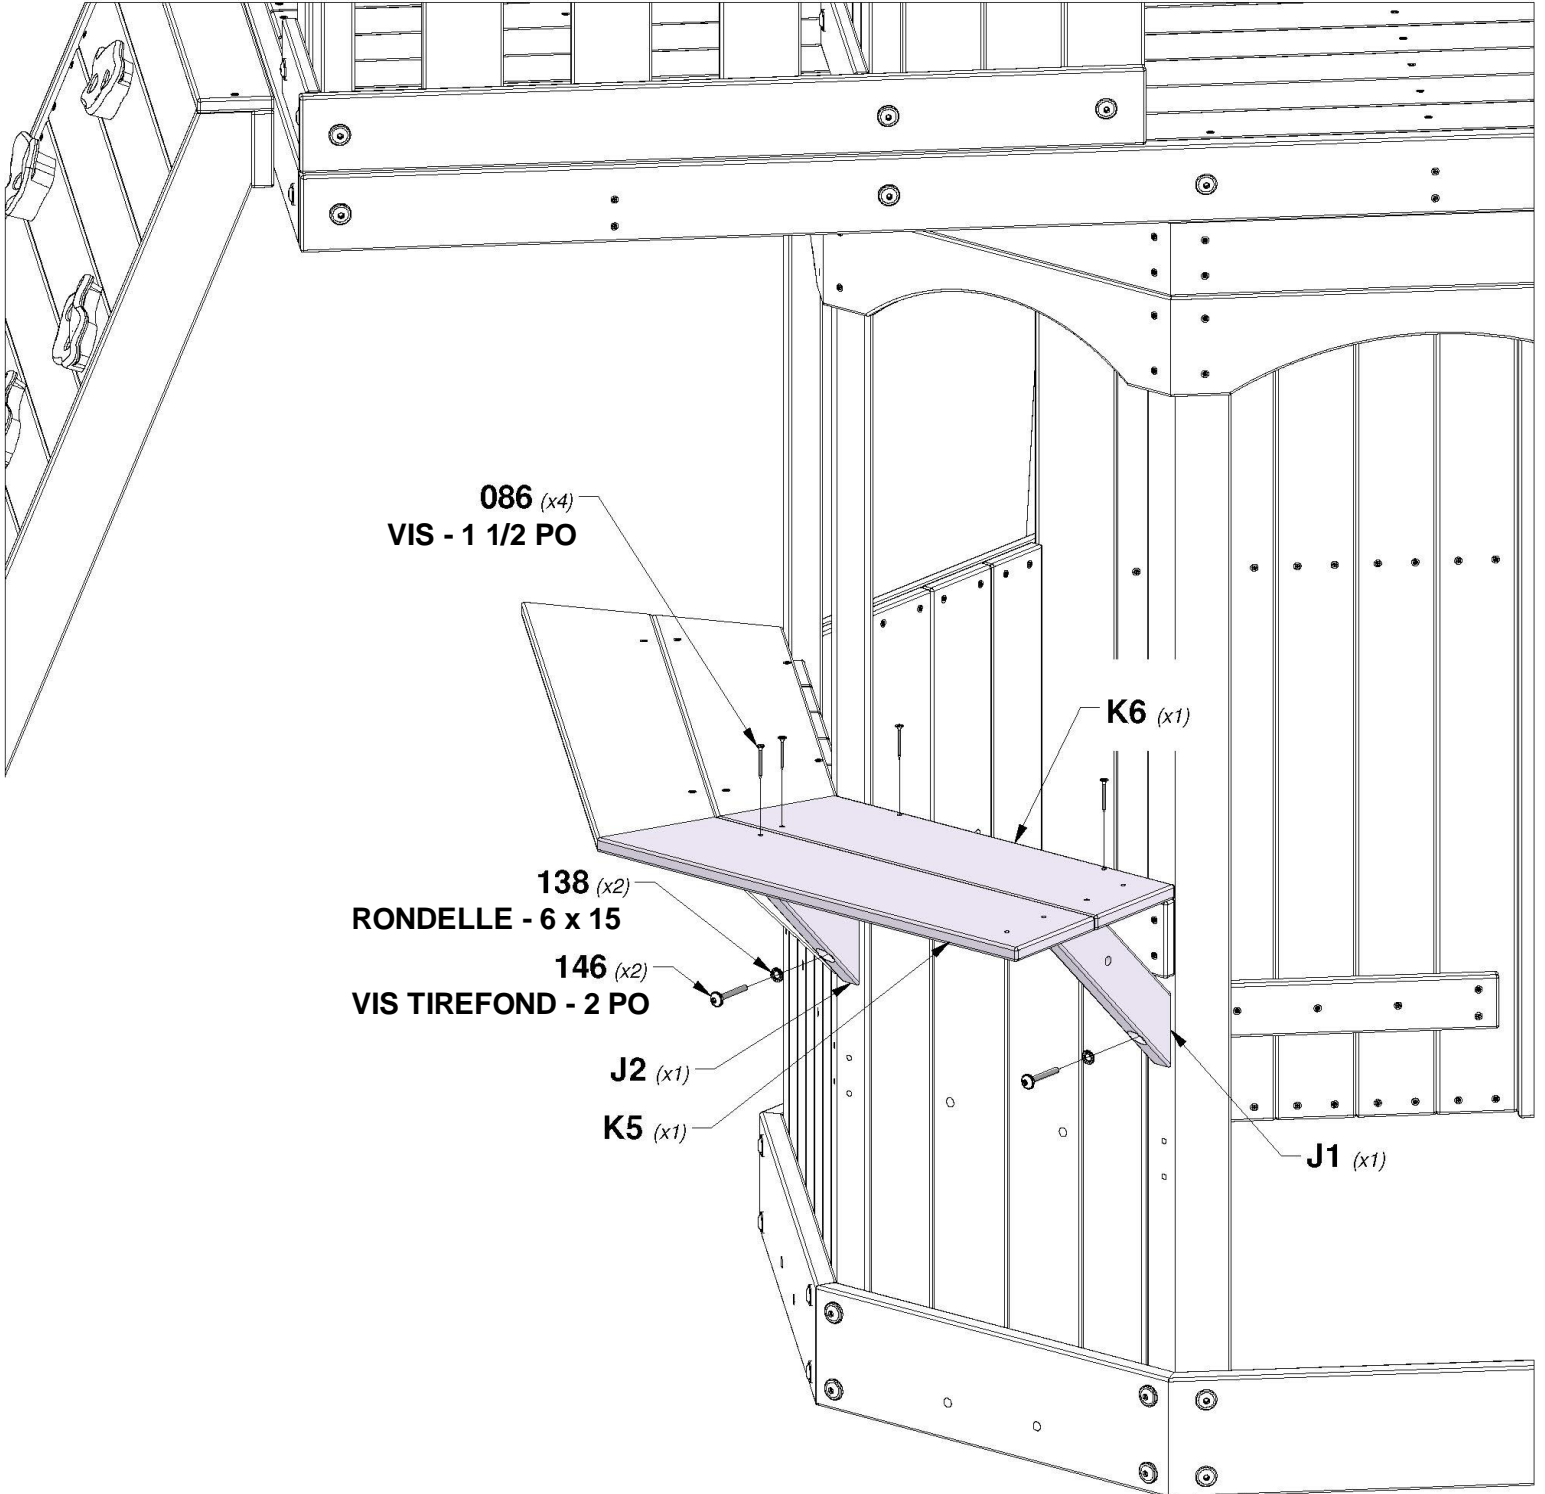 086 (x4)
VIS - 1 1/2 PO
K6 (x1)
138 (x2)
RONDELLE - 6 x 15
146 (x2)
VIS TIREFOND - 2 PO
J2 (x1)
K5 (x1)
J1 (x1)